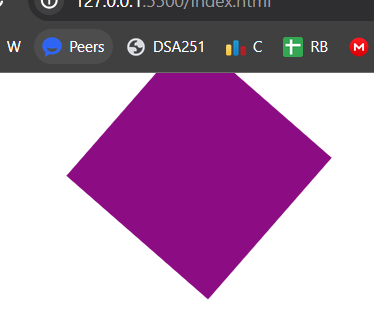 127.0.0.1:5500/index.html
W Peers DSA251 C RB M